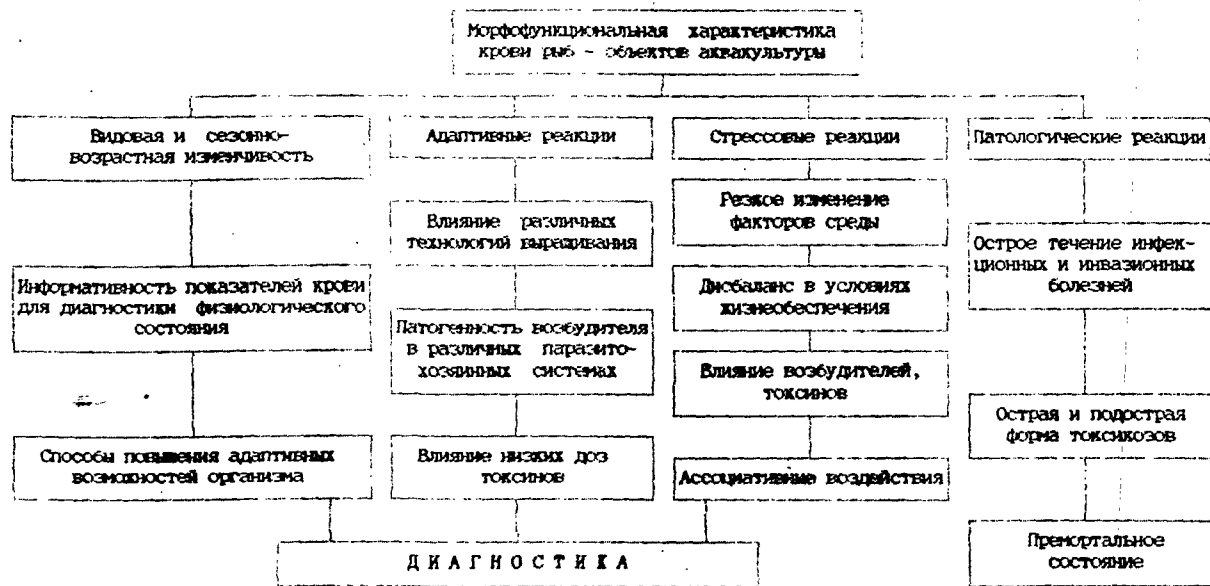 Морфофункциональная характеристика
крови рыб - объектов аквакультуры
Видовая и сезонно-
возрастная изменчивость
Информативность показателей крови
для диагностики физиологического
состояния
Способы повышения адаптивных
возможностей организма
Адаптивные реакции
Влияние различных
технологий выращивания
Патогенность возбудителя
в различных паразито-
хозяинных системах
Влияние низких доз
токсинов
Стрессовые реакции
Резкое изменение
факторов среды
Дисбаланс в условиях
жизнеобеспечения
Влияние возбудителей,
токсинов
Ассоциативные воздействия
Патологические реакции
Острое течение инфек-
ционных и инвазионных
болезней
Острая и подострая
форма токсикозов
Премортальное
состояние
ДИАГНОСТИКА